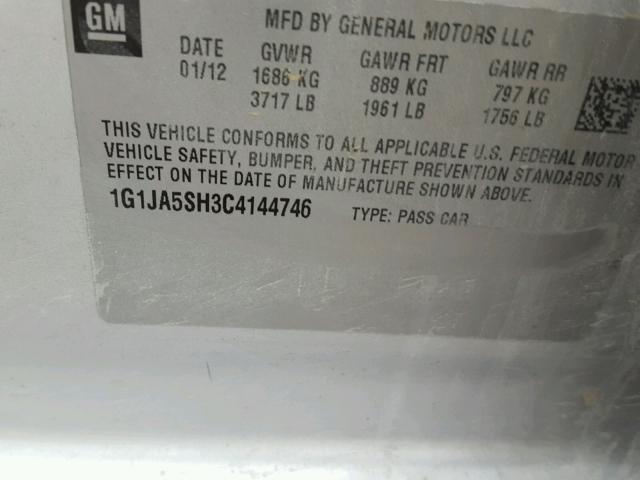 GM
MFD BY GENERAL MOTORS LLC
DATE GVWR GAWR FRT GAWR RR
01/12 1686 KG 889 KG 797 KG
3717 LB 1961 LB 1756 LB
THIS VEHICLE CONFORMS TO ALL APPLICABLE U.S. FEDERAL MOTOR
VEHICLE SAFETY, BUMPER, AND THEFT PREVENTION STANDARDS IN
EFFECT ON THE DATE OF MANUFACTURE SHOWN ABOVE.
1G1JA5SH3C4144746 TYPE: PASS CAR